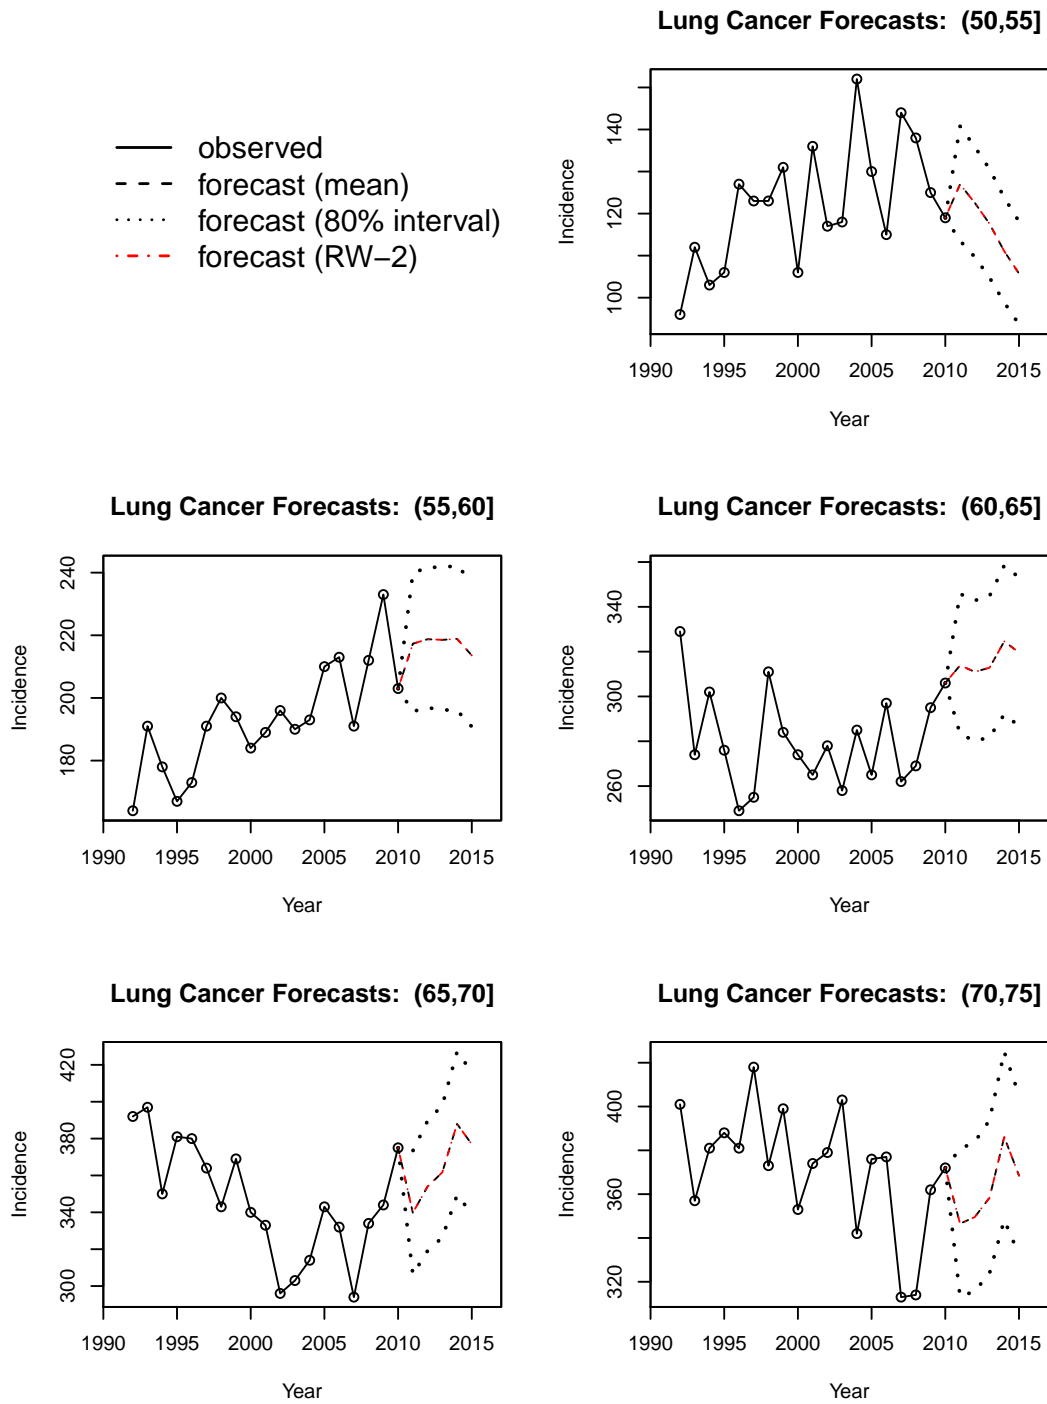 Lung Cancer Forecasts:  (50,55]
observed
forecast (mean)
forecast (80% interval)
forecast (RW−2)
Incidence
140
120
100
1990 1995 2000 2005 2010 2015
Year
Lung Cancer Forecasts:  (55,60]
Incidence
240
220
200
180
1990 1995 2000 2005 2010 2015
Year
Lung Cancer Forecasts:  (60,65]
Incidence
340
300
260
1990 1995 2000 2005 2010 2015
Year
Lung Cancer Forecasts:  (65,70]
Incidence
420
380
340
300
1990 1995 2000 2005 2010 2015
Year
Lung Cancer Forecasts:  (70,75]
Incidence
400
360
320
1990 1995 2000 2005 2010 2015
Year